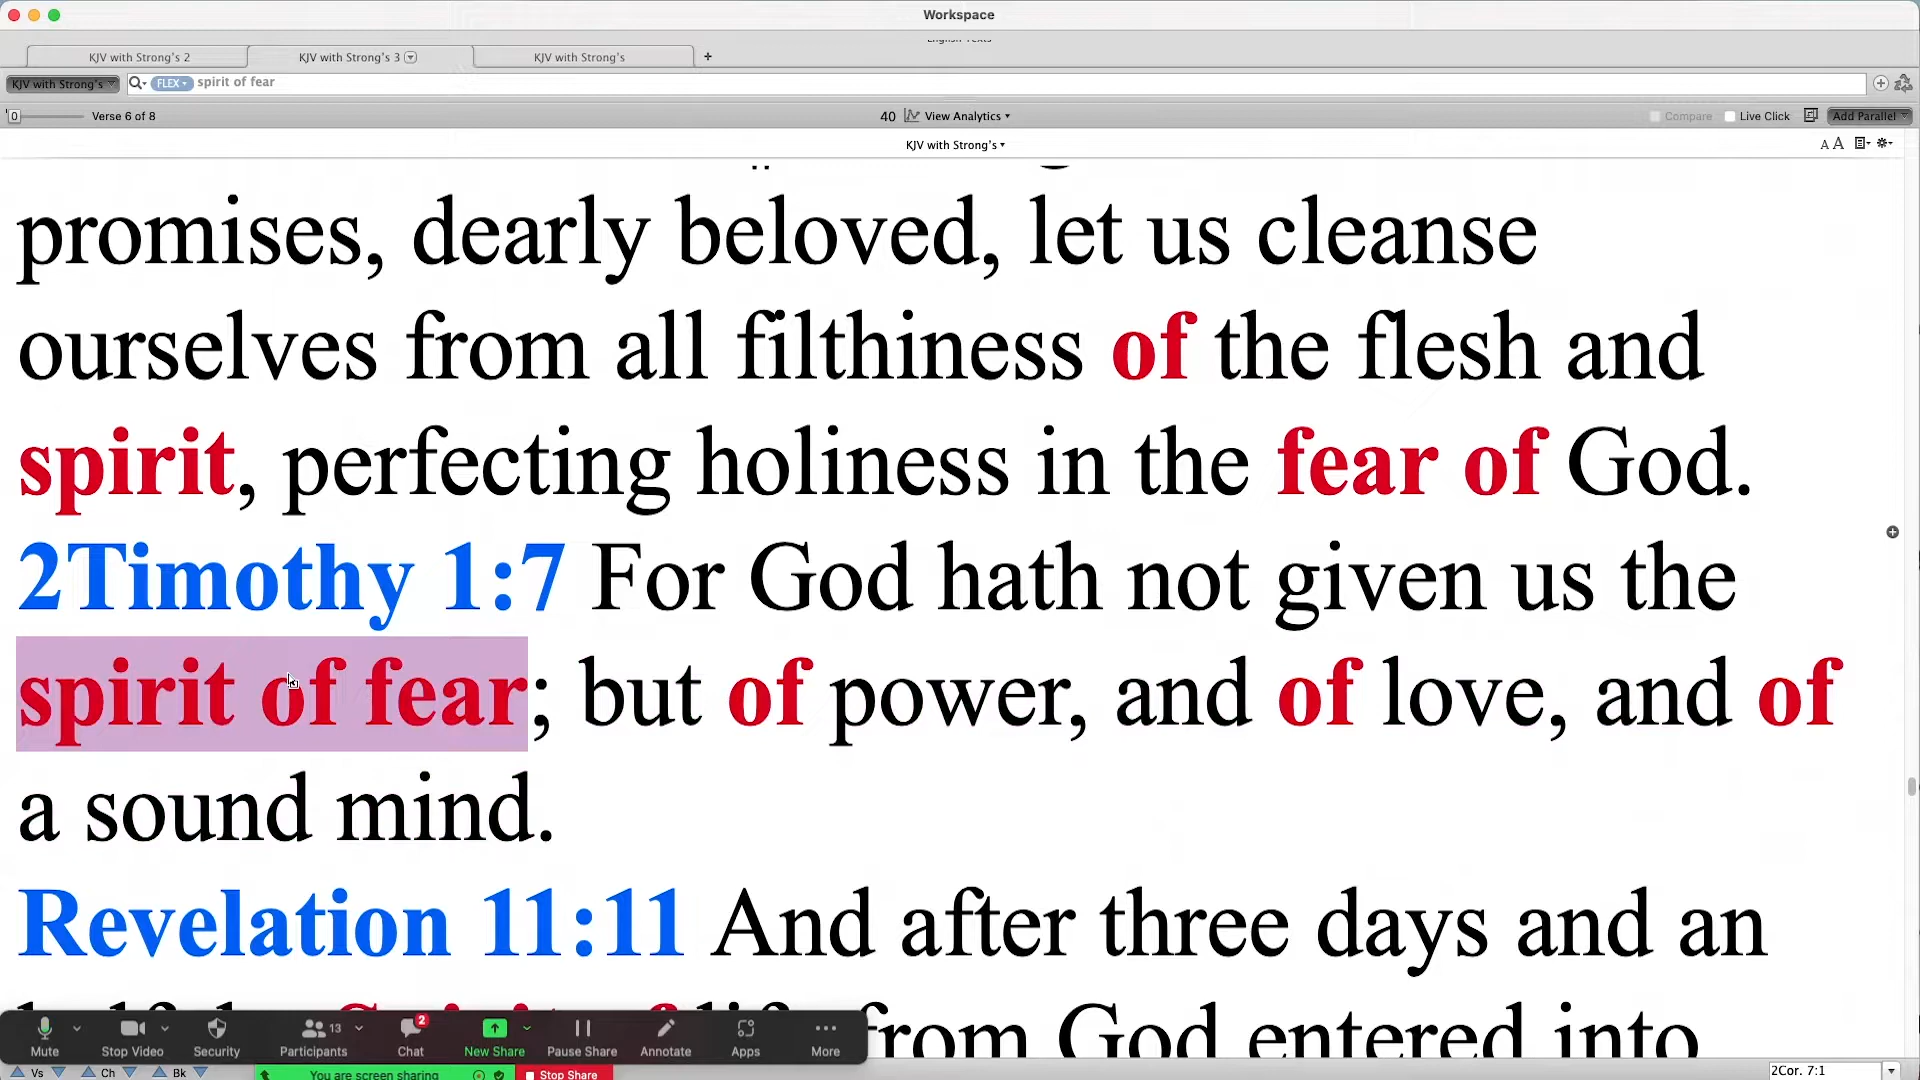 Workspace
English Texts
KJV with Strong's 2
KJV with Strong's 3
KJV with Strong's
+
KJV with Strong's
FLEX
spirit of fear
0
Verse 6 of 8
40
View Analytics
Compare
Live Click
Add Parallel
KJV with Strong's
A A
promises, dearly beloved, let us cleanse
ourselves from all filthiness of the flesh and
spirit, perfecting holiness in the fear of God.
2Timothy 1:7 For God hath not given us the
spirit of fear; but of power, and of love, and of
a sound mind.
Revelation 11:11 And after three days and an
from God entered into
13
2
Mute
Stop Video
Security
Participants
Chat
New Share
Pause Share
Annotate
Apps
More
Vs
Ch
Bk
You are screen sharing
Stop Share
2Cor. 7:1